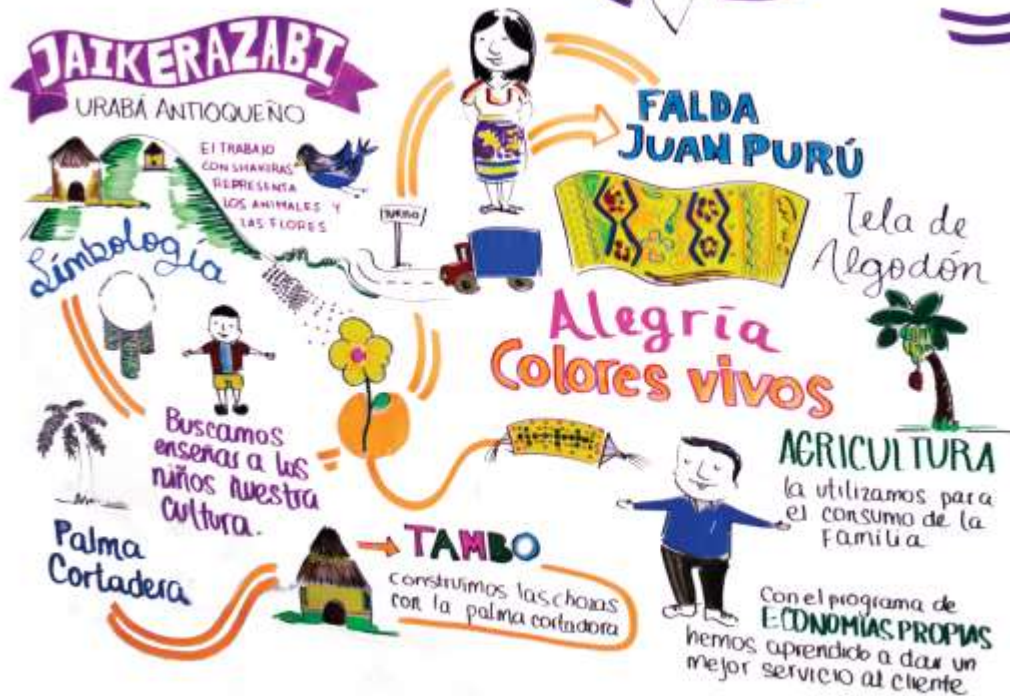 JAIKERAZABI
URABÁ ANTIOQUEÑO
El TRABAJO
CON SHAKIRAS
REPRESENTA
LOS ANIMALES Y
LAS FLORES
FALDA
JUAN PURÚ
Tela de
Algodón
Simbología
Alegría
Colores vivos
Buscamos
enseñar a los
niños nuestra
cultura.
AGRICULTURA
la utilizamos para
el consumo de la
Familia
Palma
Cortadera
TAMBO
construimos las chozas
con la palma cortadora
Con el programa de
ECONOMÍAS PROPIAS
hemos aprendido a dar un
mejor servicio al cliente